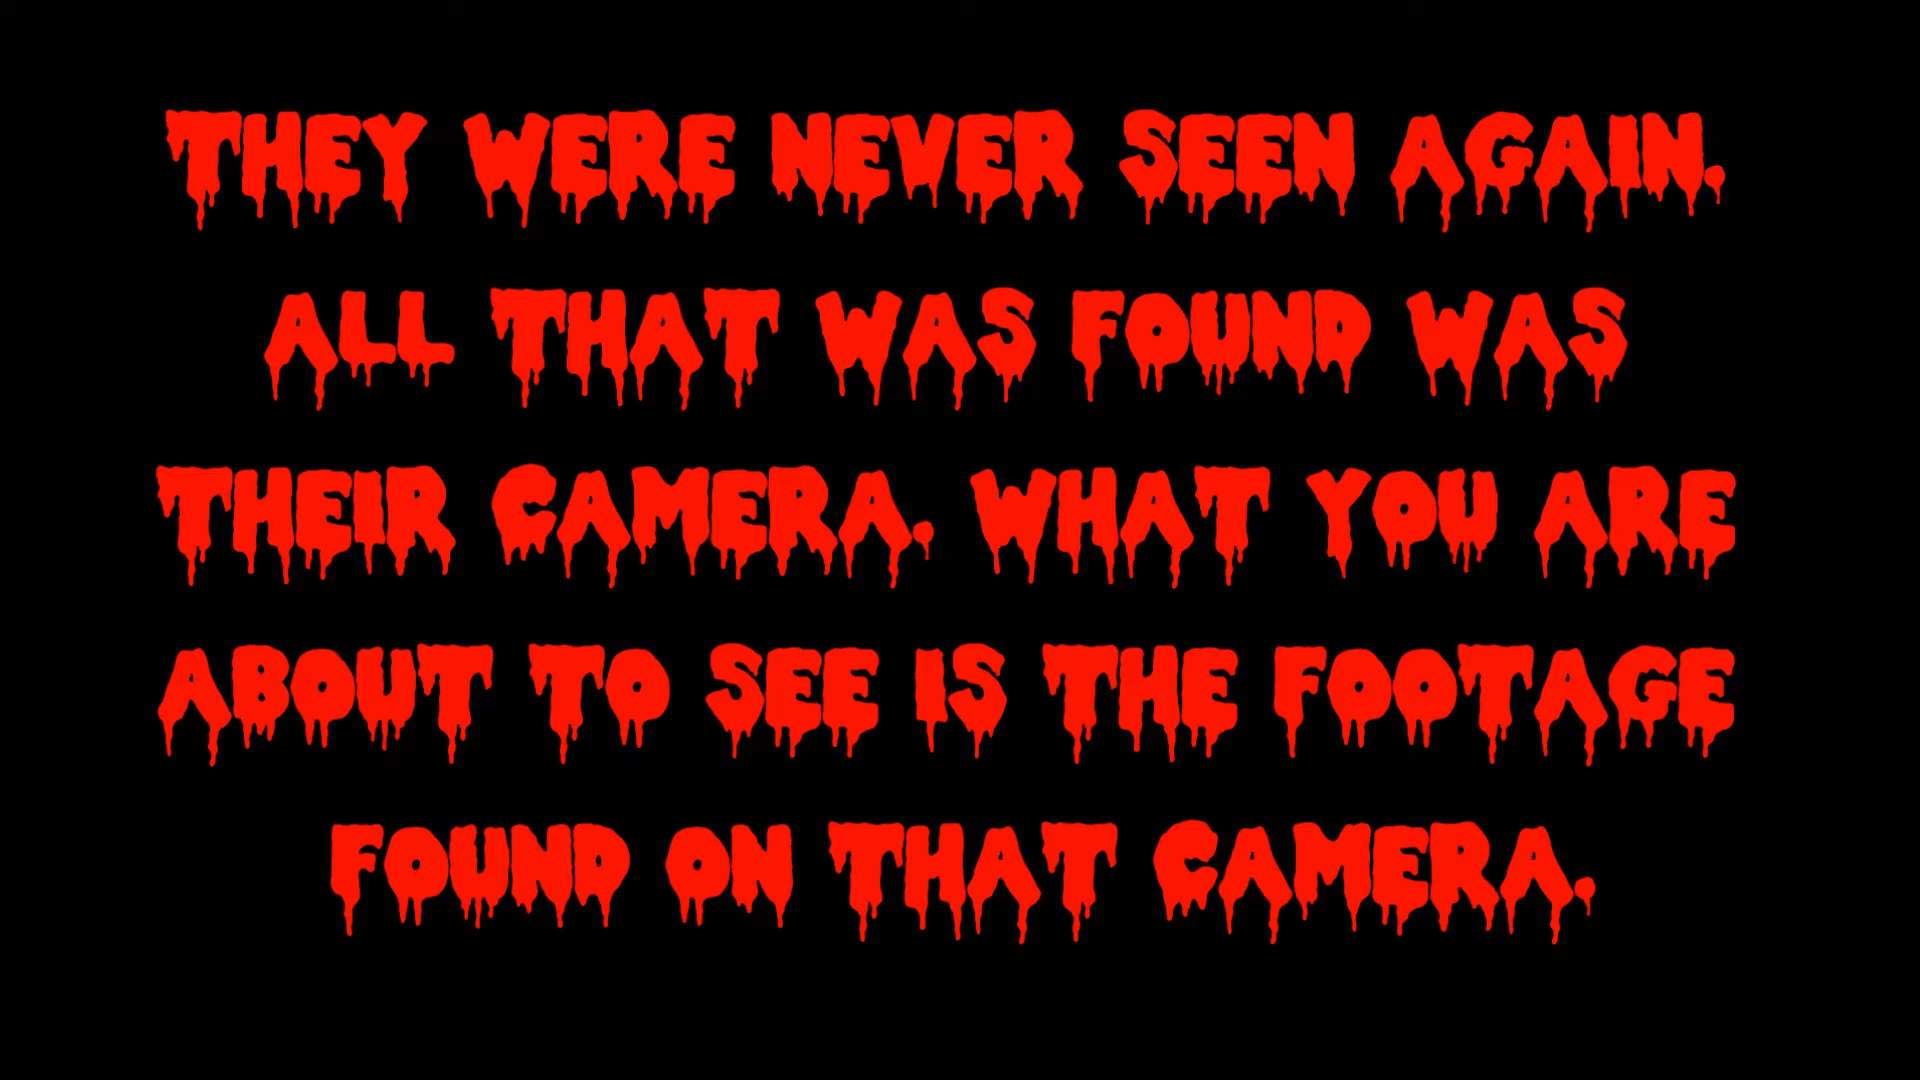 THEY WERE NEVER SEEN AGAIN.
ALL THAT WAS FOUND WAS
THEIR CAMERA. WHAT YOU ARE
ABOUT TO SEE IS THE FOOTAGE
FOUND ON THAT CAMERA.